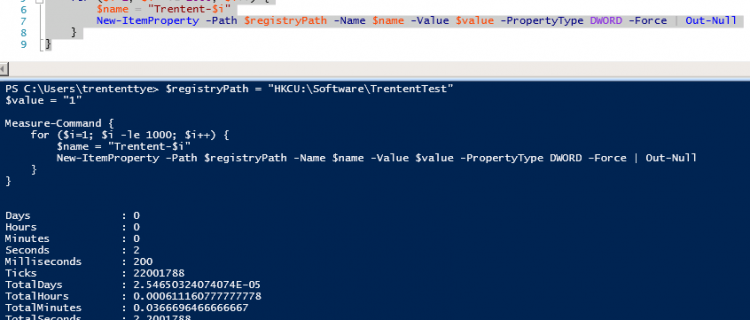 6 $name = "Trentent-$i"
7 New-ItemProperty -Path $registryPath -Name $name -Value $value -PropertyType DWORD -Force | Out-Null
8 }
9 }
PS C:\Users\trententtye> $registryPath = "HKCU:\Software\TrententTest"
$value = "1"
Measure-Command {
for ($i=1; $i -le 1000; $i++) {
$name = "Trentent-$i"
New-ItemProperty -Path $registryPath -Name $name -Value $value -PropertyType DWORD -Force | Out-Null
}
}
Days : 0
Hours : 0
Minutes : 0
Seconds : 2
Milliseconds : 200
Ticks : 22001788
TotalDays : 2.54650324074074E-05
TotalHours : 0.000611160777777778
TotalMinutes : 0.0366696466666667
TotalSeconds : 2.2001788